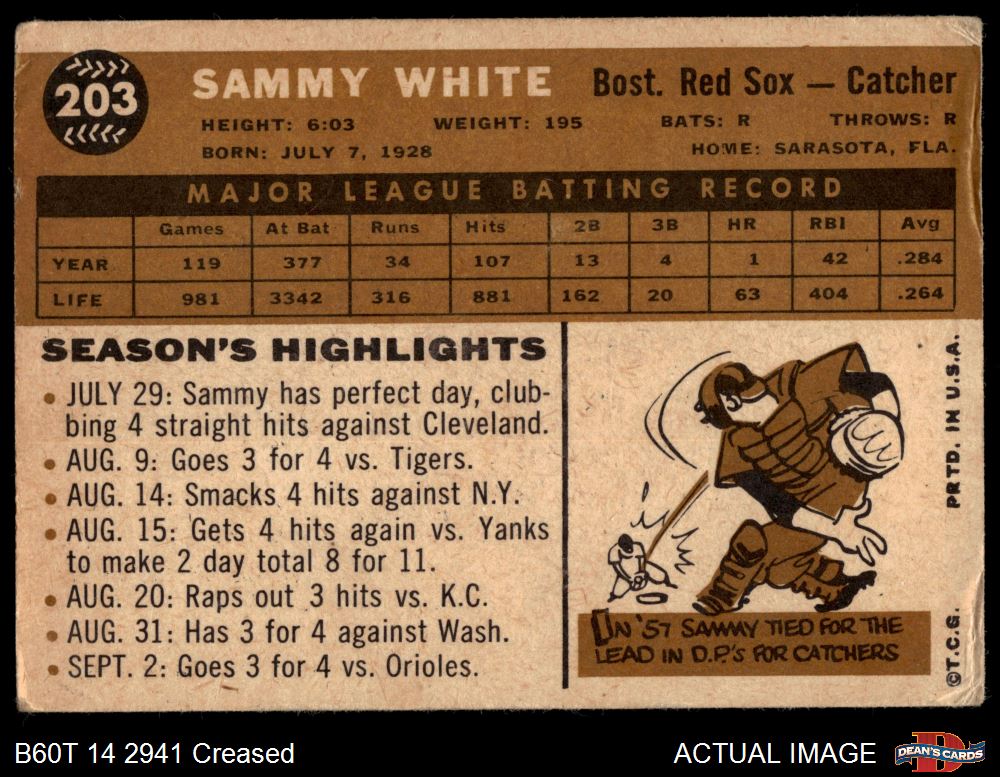 203
SAMMY WHITE Bost. Red Sox — Catcher
HEIGHT: 6:03 WEIGHT: 195 BATS: R THROWS: R
BORN: JULY 7, 1928 HOME: SARASOTA, FLA.
MAJOR LEAGUE BATTING RECORD
Games At Bat Runs Hits 2B 3B HR RBI Avg
YEAR 119 377 34 107 13 4 1 42 .284
LIFE 981 3342 316 881 162 20 63 404 .264
SEASON'S HIGHLIGHTS
• JULY 29: Sammy has perfect day, club-
bing 4 straight hits against Cleveland.
• AUG. 9: Goes 3 for 4 vs. Tigers.
• AUG. 14: Smacks 4 hits against N.Y.
• AUG. 15: Gets 4 hits again vs. Yanks
to make 2 day total 8 for 11.
• AUG. 20: Raps out 3 hits vs. K.C.
• AUG. 31: Has 3 for 4 against Wash.
• SEPT. 2: Goes 3 for 4 vs. Orioles.
IN '57 SAMMY TIED FOR THE
LEAD IN D.P.'s FOR CATCHERS
©T.C.G. PRTD. IN U.S.A.
B60T 14 2941 Creased
ACTUAL IMAGE
DEAN'S CARDS